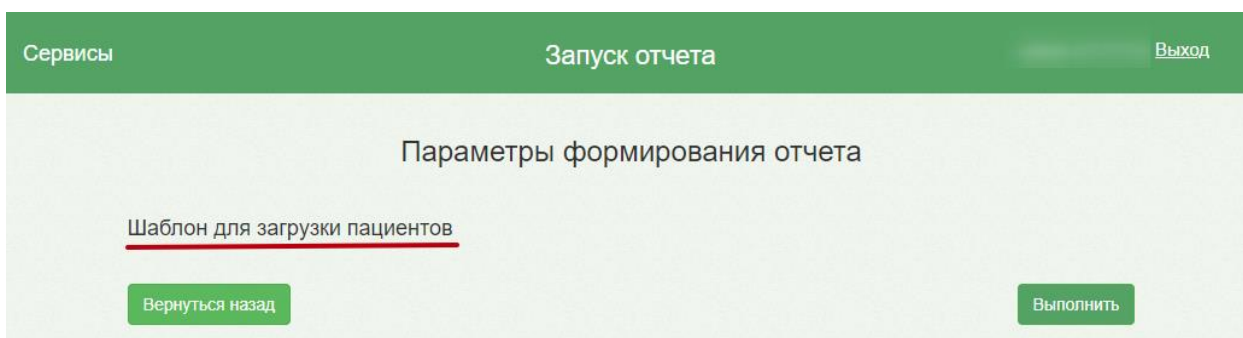 Сервисы Запуск отчета Выход
Параметры формирования отчета
Шаблон для загрузки пациентов
Вернуться назад Выполнить